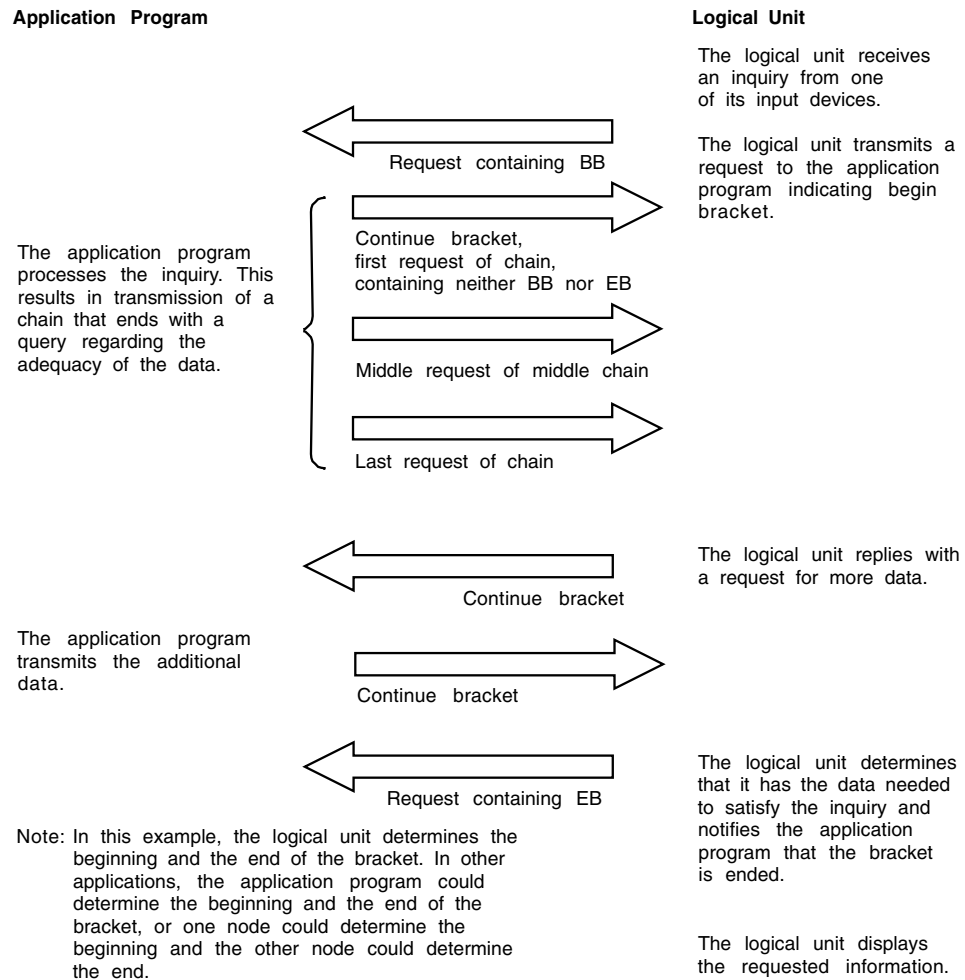 Application Program
Logical Unit
The logical unit receives
an inquiry from one
of its input devices.
Request containing BB
The logical unit transmits a
request to the application
program indicating begin
bracket.
The application program
processes the inquiry. This
results in transmission of a
chain that ends with a
query regarding the
adequacy of the data.
Continue bracket,
first request of chain,
containing neither BB nor EB
Middle request of middle chain
Last request of chain
The logical unit replies with
a request for more data.
Continue bracket
The application program
transmits the additional
data.
Continue bracket
Request containing EB
The logical unit determines
that it has the data needed
to satisfy the inquiry and
notifies the application
program that the bracket
is ended.
Note: In this example, the logical unit determines the
beginning and the end of the bracket. In other
applications, the application program could
determine the beginning and the end of the
bracket, or one node could determine the
beginning and the other node could determine
the end.
The logical unit displays
the requested information.